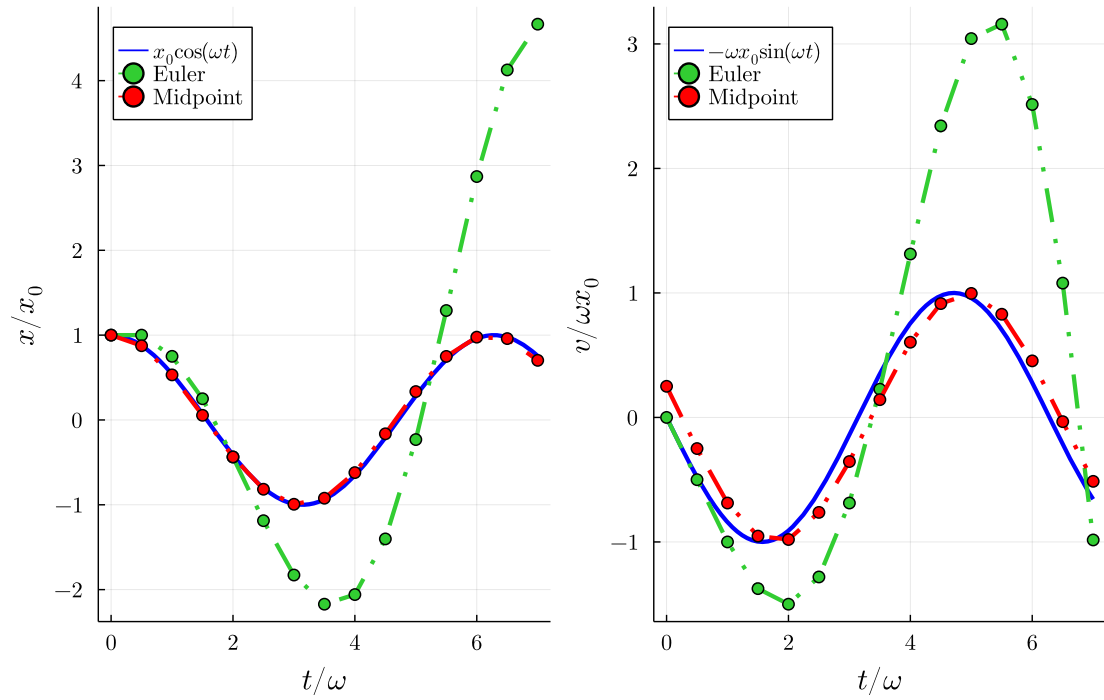 x₀cos(ωt)
Euler
Midpoint
4
3
2
1
0
−1
−2
x/x₀
0
2
4
6
t/ω
−ωx₀sin(ωt)
Euler
Midpoint
3
2
1
0
−1
v/ωx₀
0
2
4
6
t/ω